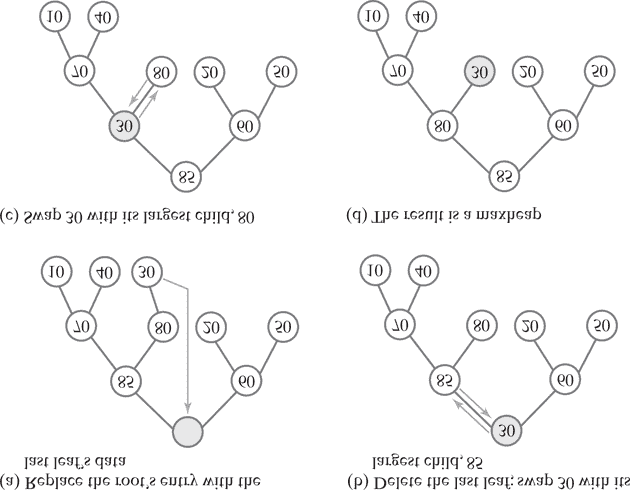 (a) Replace the root's entry with the
last leaf's data
85 60
70 80 20 50
10 40 30
(b) Delete the last leaf; swap 30 with its
largest child, 85
30
85 60
70 80 20 50
10 40
(c) Swap 30 with its largest child, 80
85
30 60
70 80 20 50
10 40
(d) The result is a maxheap
85
80 60
70 30 20 50
10 40